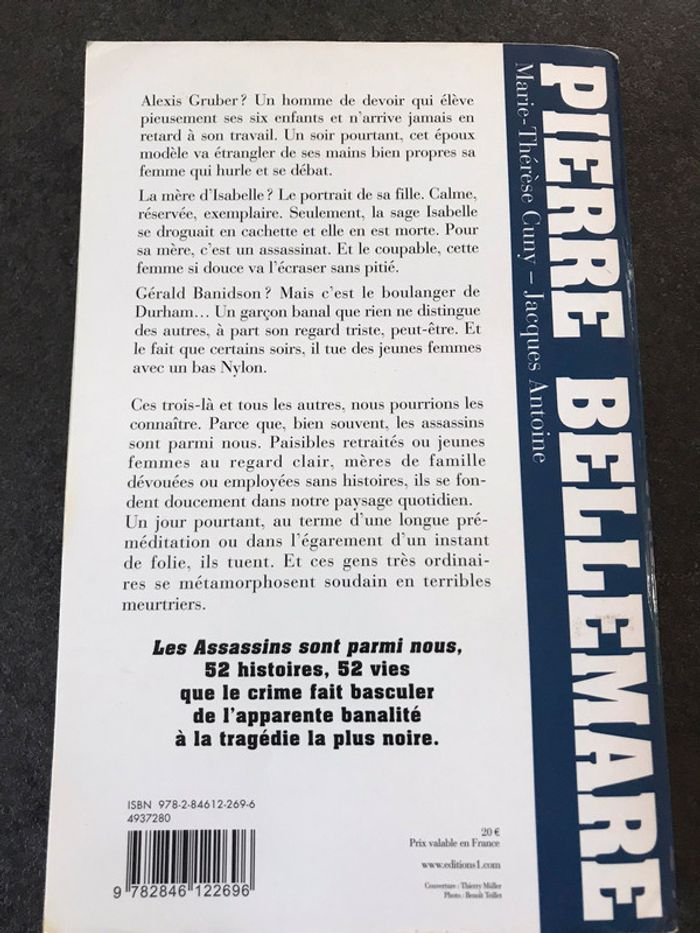 Alexis Gruber? Un homme de devoir qui élève
pieusement ses six enfants et n'arrive jamais en
retard à son travail. Un soir pourtant, cet époux
modèle va étrangler de ses mains bien propres sa
femme qui hurle et se débat.
La mère d'Isabelle? Le portrait de sa fille. Calme,
réservée, exemplaire. Seulement, la sage Isabelle
se droguait en cachette et elle en est morte. Pour
sa mère, c'est un assassinat. Et le coupable, cette
femme si douce va l'écraser sans pitié.
Gérald Banidson? Mais c'est le boulanger de
Durham... Un garçon banal que rien ne distingue
des autres, à part son regard triste, peut-être. Et
le fait que certains soirs, il tue des jeunes femmes
avec un bas Nylon.
Ces trois-là et tous les autres, nous pourrions les
connaître. Parce que, bien souvent, les assassins
sont parmi nous. Paisibles retraités ou jeunes
femmes au regard clair, mères de famille
dévouées ou employées sans histoires, ils se fon-
dent doucement dans notre paysage quotidien.
Un jour pourtant, au terme d'une longue pré-
méditation ou dans l'égarement d'un instant
de folie, ils tuent. Et ces gens très ordinai-
res se métamorphosent soudain en terribles
meurtriers.
Les Assassins sont parmi nous,
52 histoires, 52 vies
que le crime fait basculer
de l'apparente banalité
à la tragédie la plus noire.
ISBN 978-2-84612-269-6
4937280
9 782846 122696
20 €
Prix valable en France
www.editions1.com
Couverture : Thierry Müller
Photo : Benoît Teillet
PIERRE BELLEMARE
Marie-Thérèse Cuny – Jacques Antoine